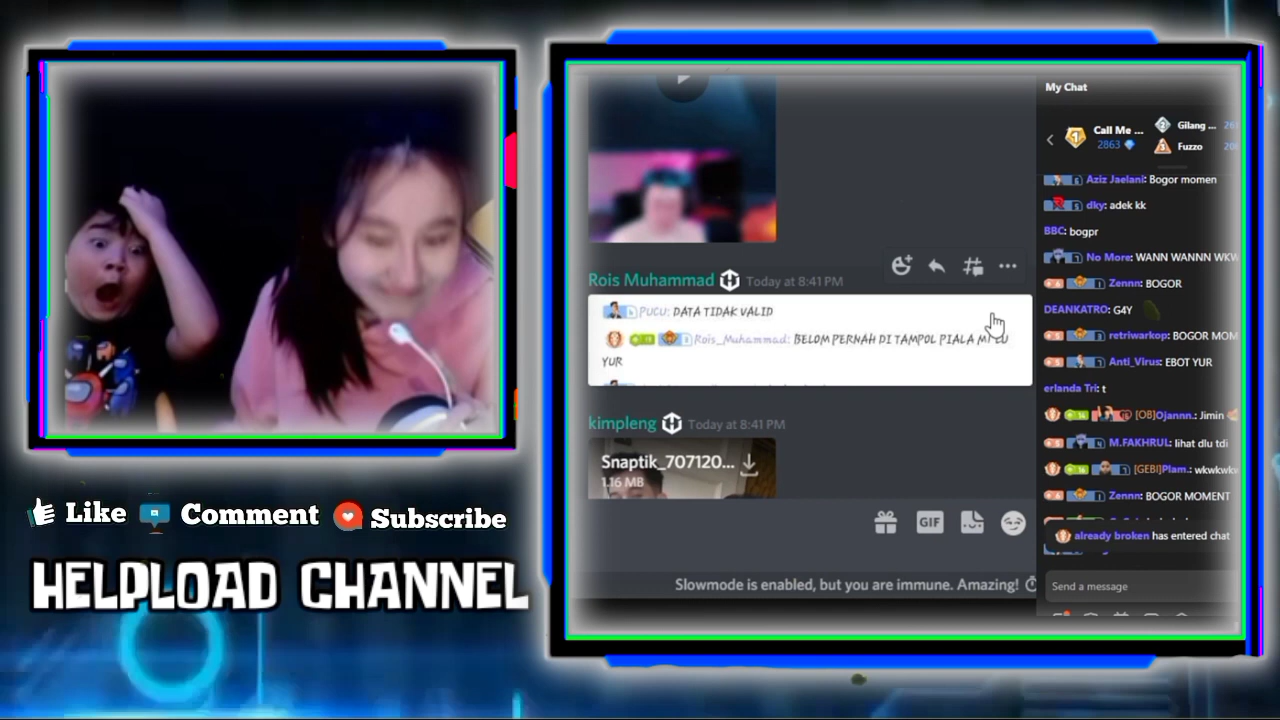 Like Comment Subscribe
HELPLOAD CHANNEL
Rois Muhammad Today at 8:41 PM
PUCU: DATA TIDAK VALID
Rois_Muhammad: BELOM PERNAH DI TAMPOL PIALA
YUR
kimpleng Today at 8:41 PM
Snaptik_707120...
1.16 MB
GIF
Slowmode is enabled, but you are immune. Amazing!
My Chat
Call Me ...
2863
Gilang ...
Fuzzo
Aziz Jaelani: Bogor momen
dky: adek kk
BBC: bogpr
No More: WANN WANNN WKW
Zennn: BOGOR
DEANKATRO: G4Y
retriwarkop: BOGOR MOM
Anti_Virus: EBOT YUR
erlanda Tri: t
[OB]Ojannn.: Jimin
M.FAKHRUL: lihat dlu tdi
[GEBI]Plam.: wkwkwk
Zennn: BOGOR MOMENT
already broken has entered chat
Send a message